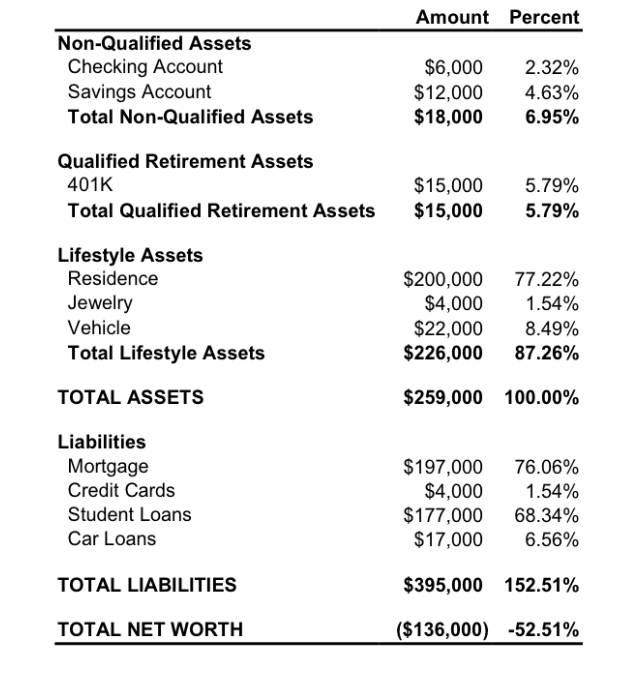 Amount Percent
Non-Qualified Assets
Checking Account $6,000 2.32%
Savings Account $12,000 4.63%
Total Non-Qualified Assets $18,000 6.95%
Qualified Retirement Assets
401K $15,000 5.79%
Total Qualified Retirement Assets $15,000 5.79%
Lifestyle Assets
Residence $200,000 77.22%
Jewelry $4,000 1.54%
Vehicle $22,000 8.49%
Total Lifestyle Assets $226,000 87.26%
TOTAL ASSETS $259,000 100.00%
Liabilities
Mortgage $197,000 76.06%
Credit Cards $4,000 1.54%
Student Loans $177,000 68.34%
Car Loans $17,000 6.56%
TOTAL LIABILITIES $395,000 152.51%
TOTAL NET WORTH ($136,000) -52.51%